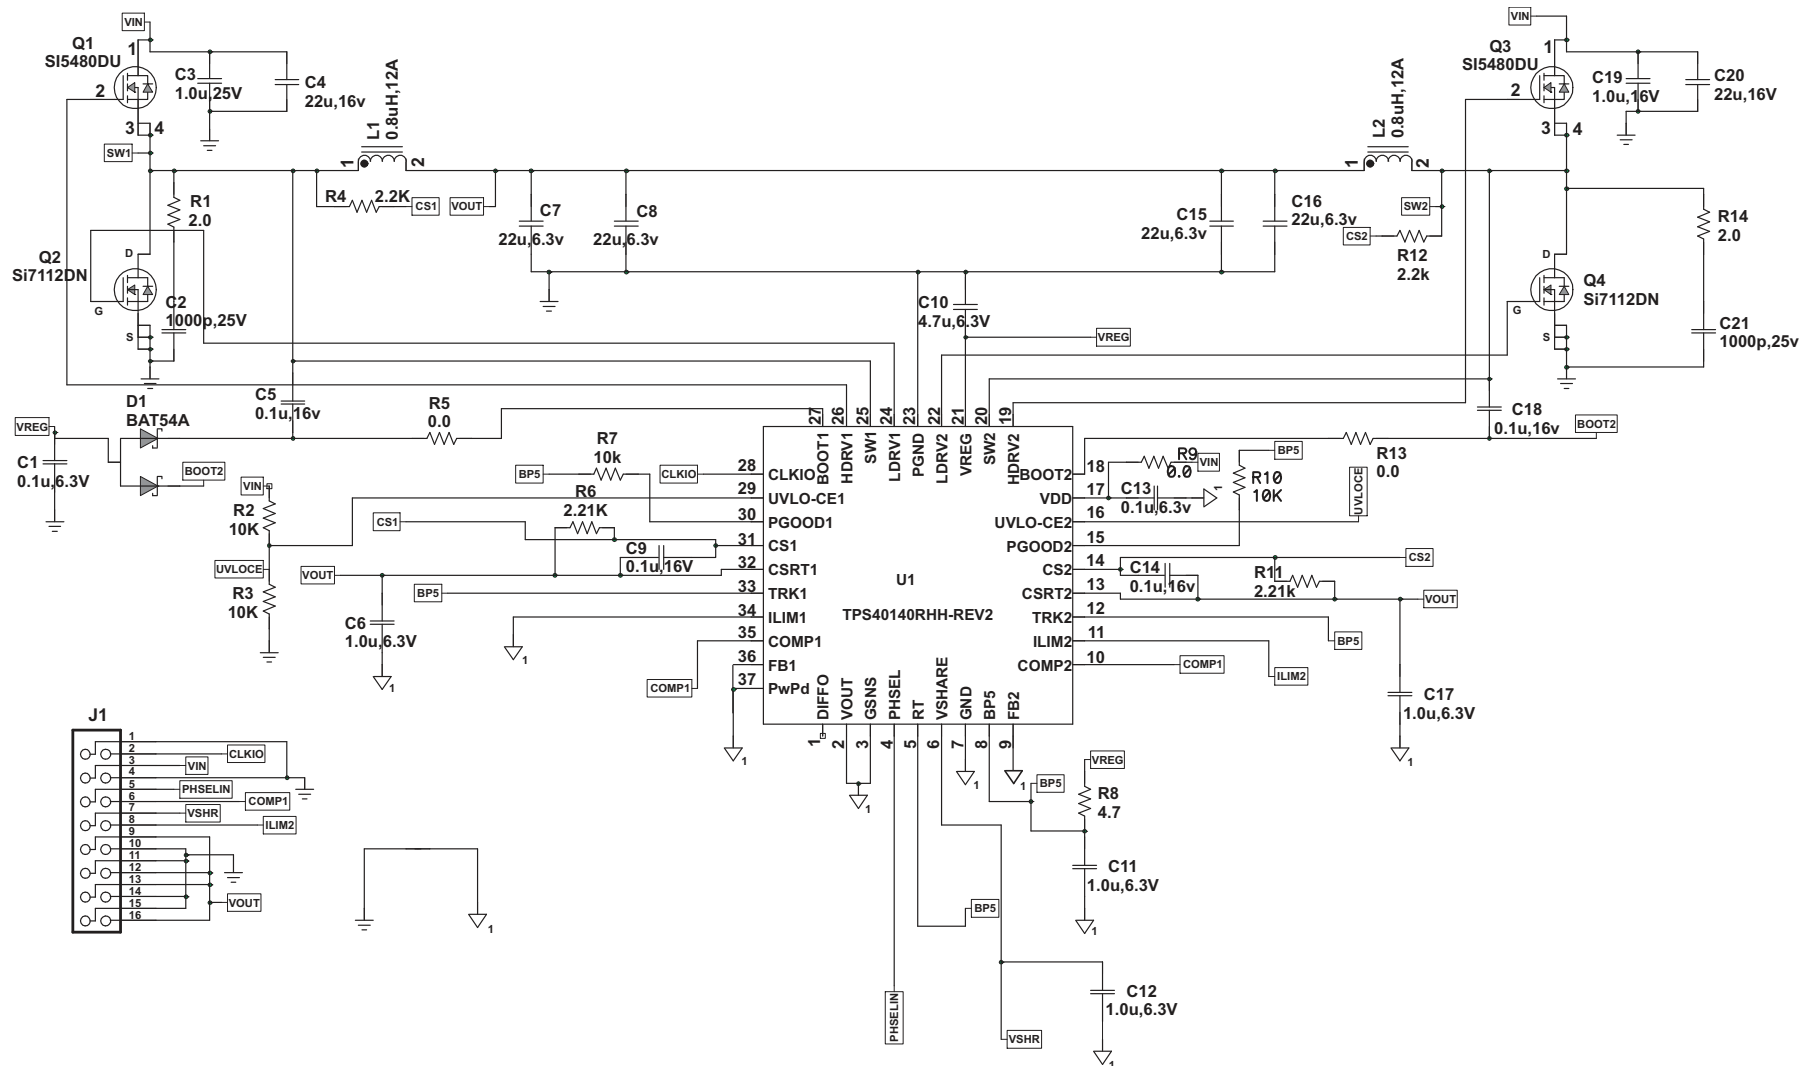 VIN
Q1
SI5480DU
1
2
3 4
C3
1.0u,25V
C4
22u,16v
SW1
L1
0.8uH,12A
1
2
R1
2.0
R4
2.2K
CS1
VOUT
C7
22u,6.3v
C8
22u,6.3v
Q2
Si7112DN
D
G
S
C2
1000p,25V
C15
22u,6.3v
C16
22u,6.3v
L2
0.8uH,12A
1
2
SW2
CS2
R12
2.2k
VIN
Q3
SI5480DU
1
2
3 4
C19
1.0u,16V
C20
22u,16V
R14
2.0
D
G
S
Q4
Si7112DN
C21
1000p,25v
C10
4.7u,6.3V
VREG
VREG
C1
0.1u,6.3V
D1
BAT54A
BOOT2
C5
0.1u,16v
R5
0.0
R7
10k
BP5
CLKIO
R6
2.21K
VIN
R2
10K
UVLOCE
R3
10K
CS1
C9
0.1u,16V
VOUT
BP5
C6
1.0u,6.3V
1
1
COMP1
1
27 26 25 24 23 22 21 20 19
BOOT1
HDRV1
SW1
LDRV1
PGND
LDRV2
VREG
SW2
HDRV2
28 CLKIO
29 UVLO-CE1
30 PGOOD1
31 CS1
32 CSRT1
33 TRK1
34 ILIM1
35 COMP1
36 FB1
37 PwPd
U1
TPS40140RHH-REV2
BOOT2 18
VDD 17
UVLO-CE2 16
PGOOD2 15
CS2 14
CSRT2 13
TRK2 12
ILIM2 11
COMP2 10
DIFFO
VOUT
GSNS
PHSEL
RT
VSHARE
GND
BP5
FB2
1 2 3 4 5 6 7 8 9
C18
0.1u,16v
BOOT2
R13
0.0
R9
0.0
VIN
BP5
R10
10K
C13
0.1u,6.3v
1
UVLOCE
CS2
C14
0.1u,16v
R11
2.21k
VOUT
BP5
COMP1
ILIM2
C17
1.0u,6.3V
1
1
1
1
BP5
VREG
R8
4.7
C11
1.0u,6.3V
1
BP5
PHSELIN
VSHR
C12
1.0u,6.3V
1
J1
1
2
CLKIO
3
VIN
4
5
PHSELIN
6
COMP1
7
VSHR
8
ILIM2
9
10
11
12
13
14
VOUT
15
16
1